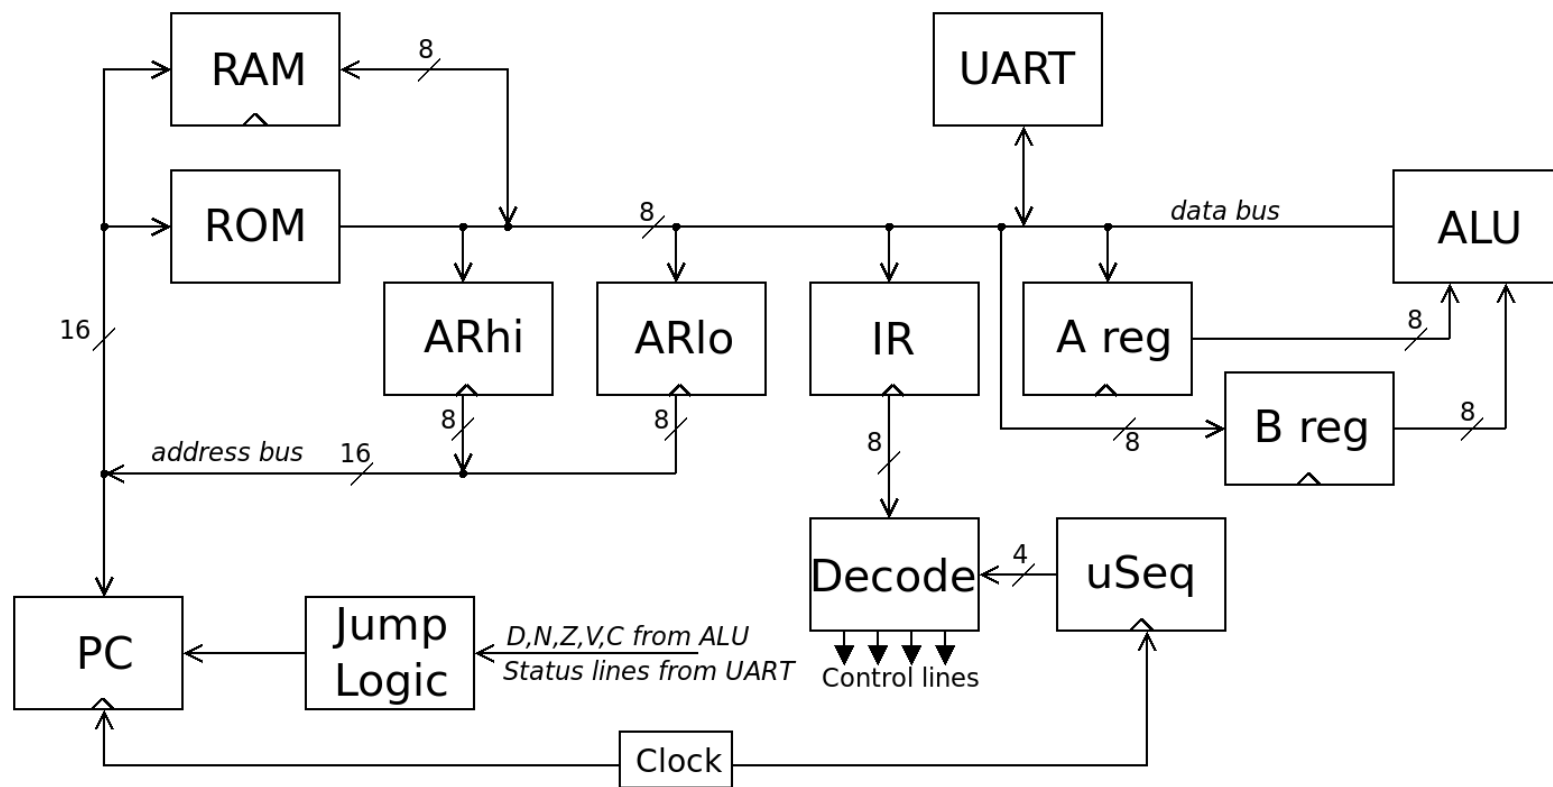 RAM
8
UART
ROM
8
data bus
ALU
16
ARhi
ARlo
IR
A reg
8
8
8
8
B reg
8
8
address bus
16
Decode
4
uSeq
PC
Jump
Logic
D,N,Z,V,C from ALU
Status lines from UART
Control lines
Clock